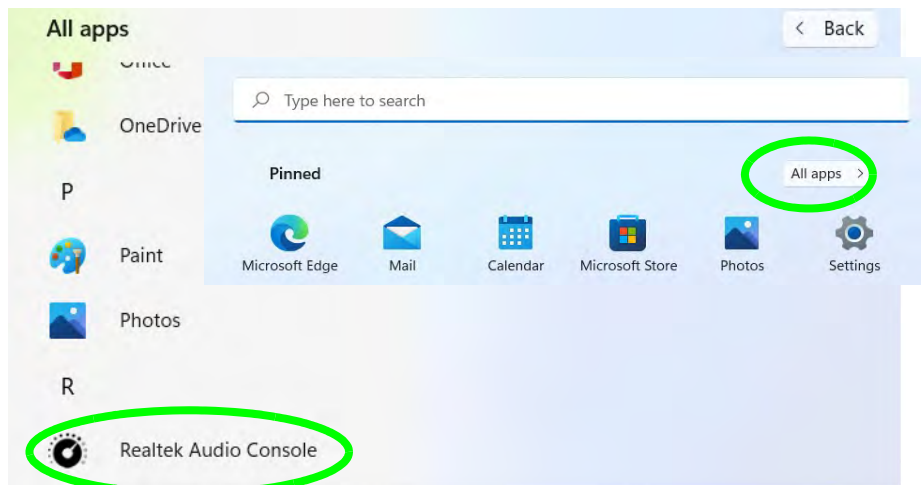 All apps
Back
Office
OneDrive
P
Paint
Photos
R
Realtek Audio Console
Type here to search
Pinned
All apps
Microsoft Edge
Mail
Calendar
Microsoft Store
Photos
Settings